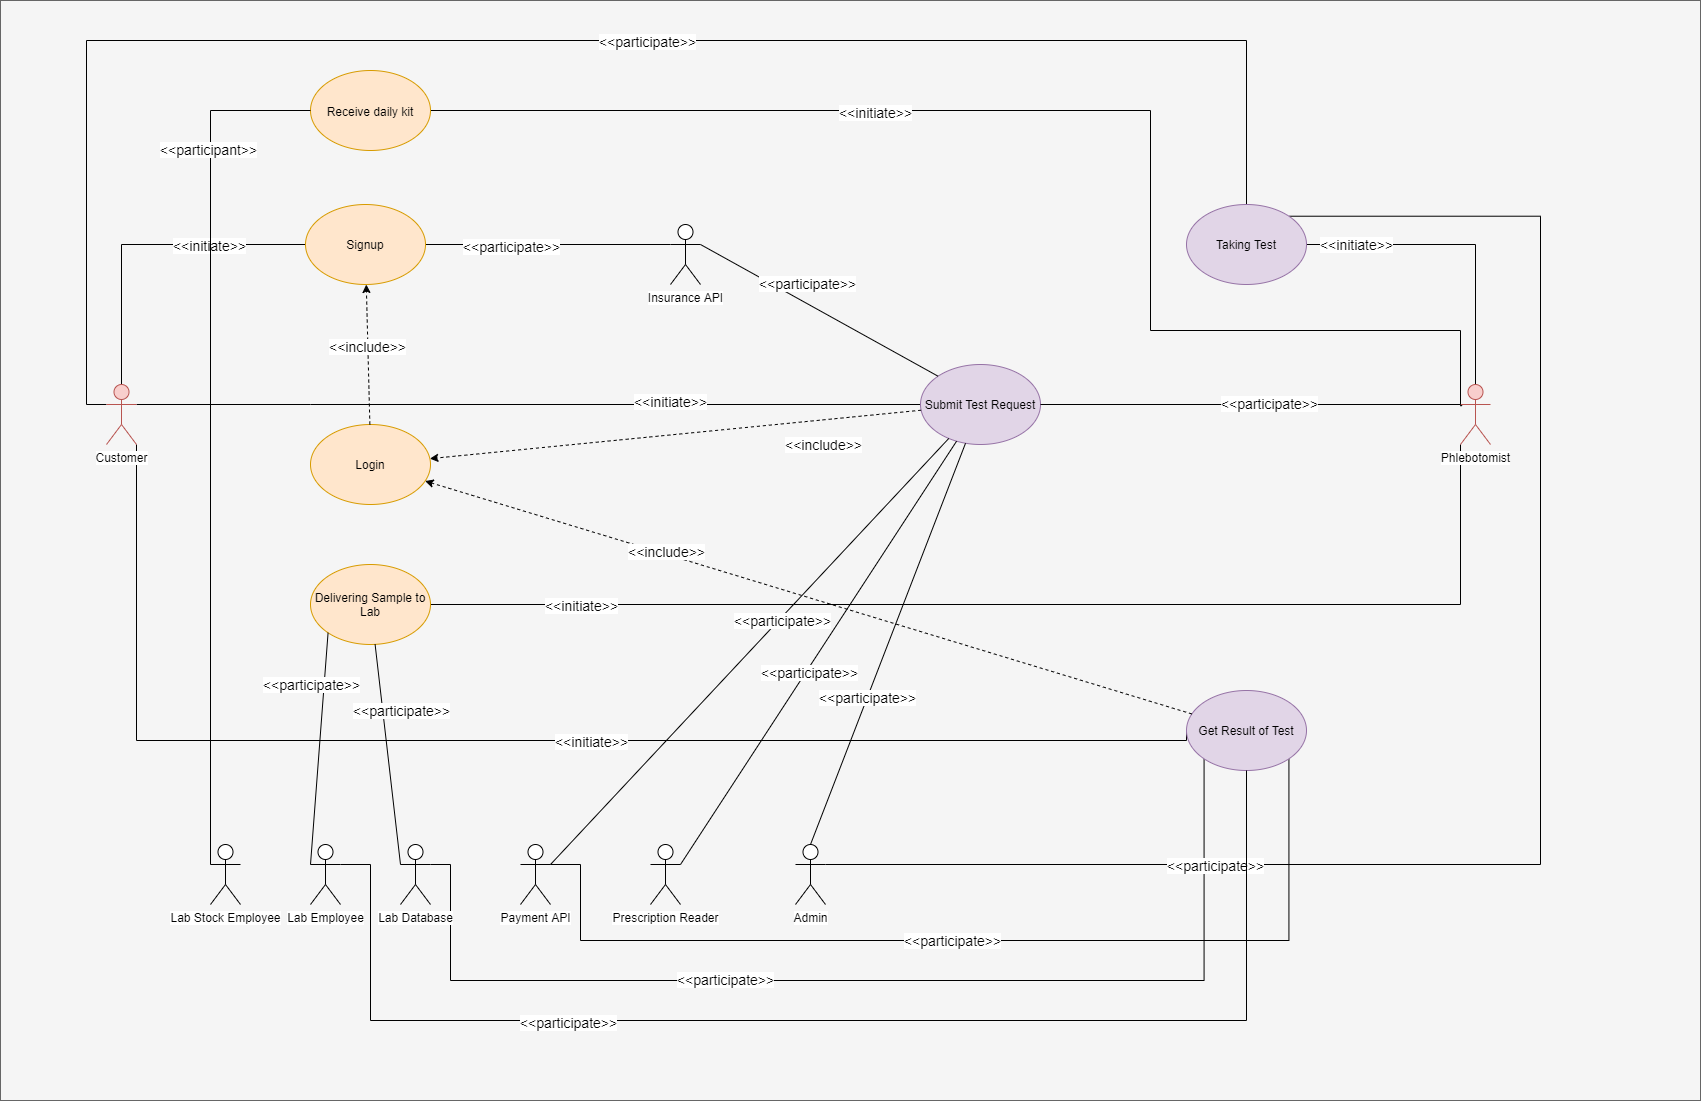 <<participate>>
Receive daily kit
<<initiate>>
<<participant>>
Signup
<<initiate>>
<<participate>>
Insurance API
<<participate>>
Taking Test
<<initiate>>
<<include>>
<<initiate>>
Submit Test Request
<<participate>>
<<include>>
Customer
Login
Phlebotomist
<<include>>
Delivering Sample to
Lab
<<initiate>>
<<participate>>
<<participate>>
<<participate>>
<<participate>>
<<participate>>
Get Result of Test
<<initiate>>
<<participate>>
Lab Stock Employee
Lab Employee
Lab Database
Payment API
Prescription Reader
Admin
<<participate>>
<<participate>>
<<participate>>